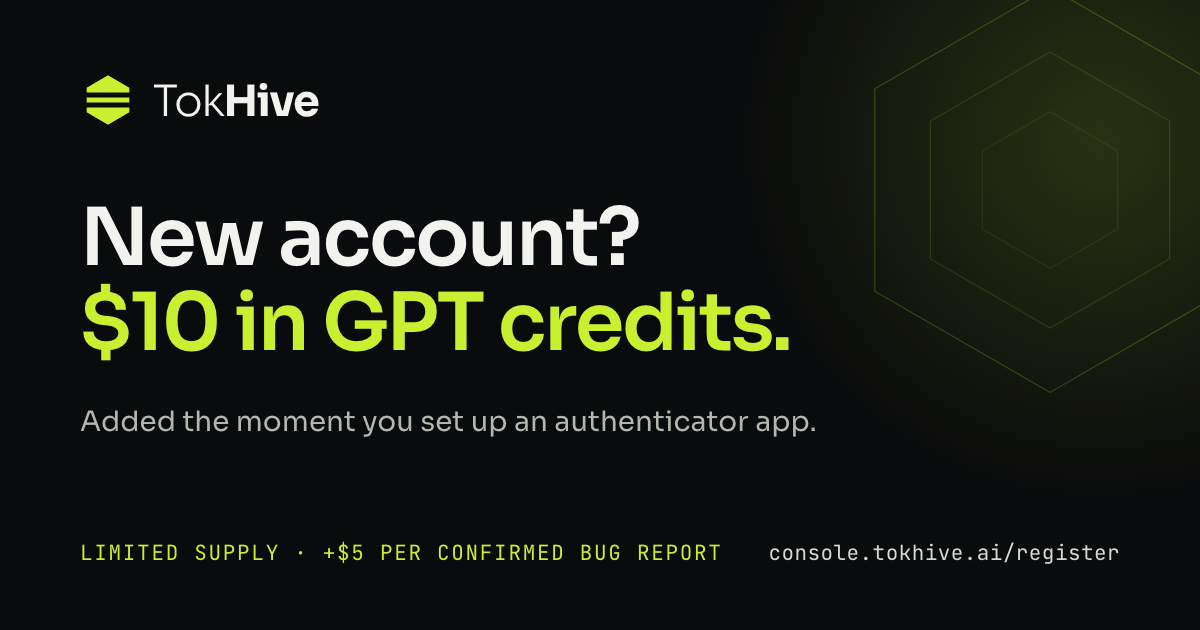 TokHive
New account?
$10 in GPT credits.
Added the moment you set up an authenticator app.
LIMITED SUPPLY · +$5 PER CONFIRMED BUG REPORT
console.tokhive.ai/register